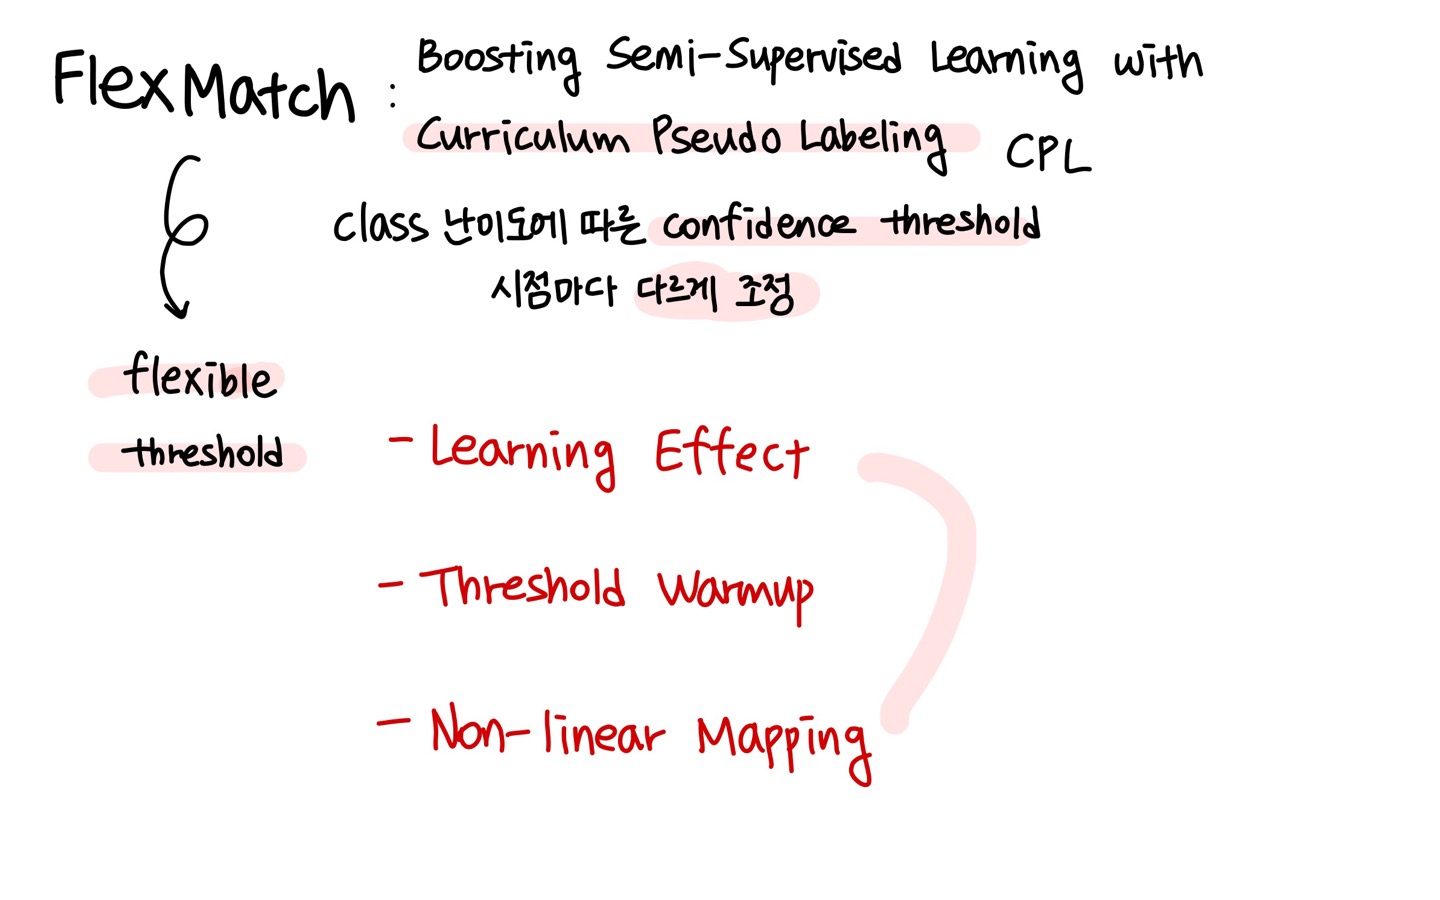 FlexMatch : Boosting Semi-Supervised Learning with
Curriculum Pseudo Labeling CPL
class 난이도에 따른 confidence threshold
시점마다 다르게 조정
flexible
threshold
- Learning Effect
- Threshold Warmup
- Non-linear Mapping